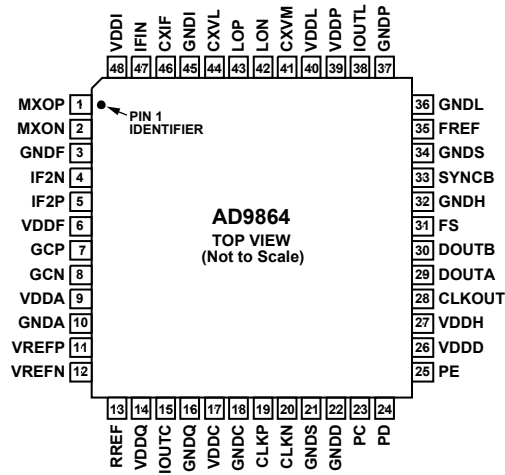 VDDI IFIN CXIF GNDI CXVL LOP LON CXVM VDDL VDDP IOUTL GNDP
48 47 46 45 44 43 42 41 40 39 38 37
MXOP 1
MXON 2
GNDF 3
IF2N 4
IF2P 5
VDDF 6
GCP 7
GCN 8
VDDA 9
GNDA 10
VREFP 11
VREFN 12
PIN 1
IDENTIFIER
AD9864
TOP VIEW
(Not to Scale)
36 GNDL
35 FREF
34 GNDS
33 SYNCB
32 GNDH
31 FS
30 DOUTB
29 DOUTA
28 CLKOUT
27 VDDH
26 VDDD
25 PE
13 14 15 16 17 18 19 20 21 22 23 24
RREF VDDQ IOUTC GNDQ VDDC GNDC CLKP CLKN GNDS GNDD PC PD